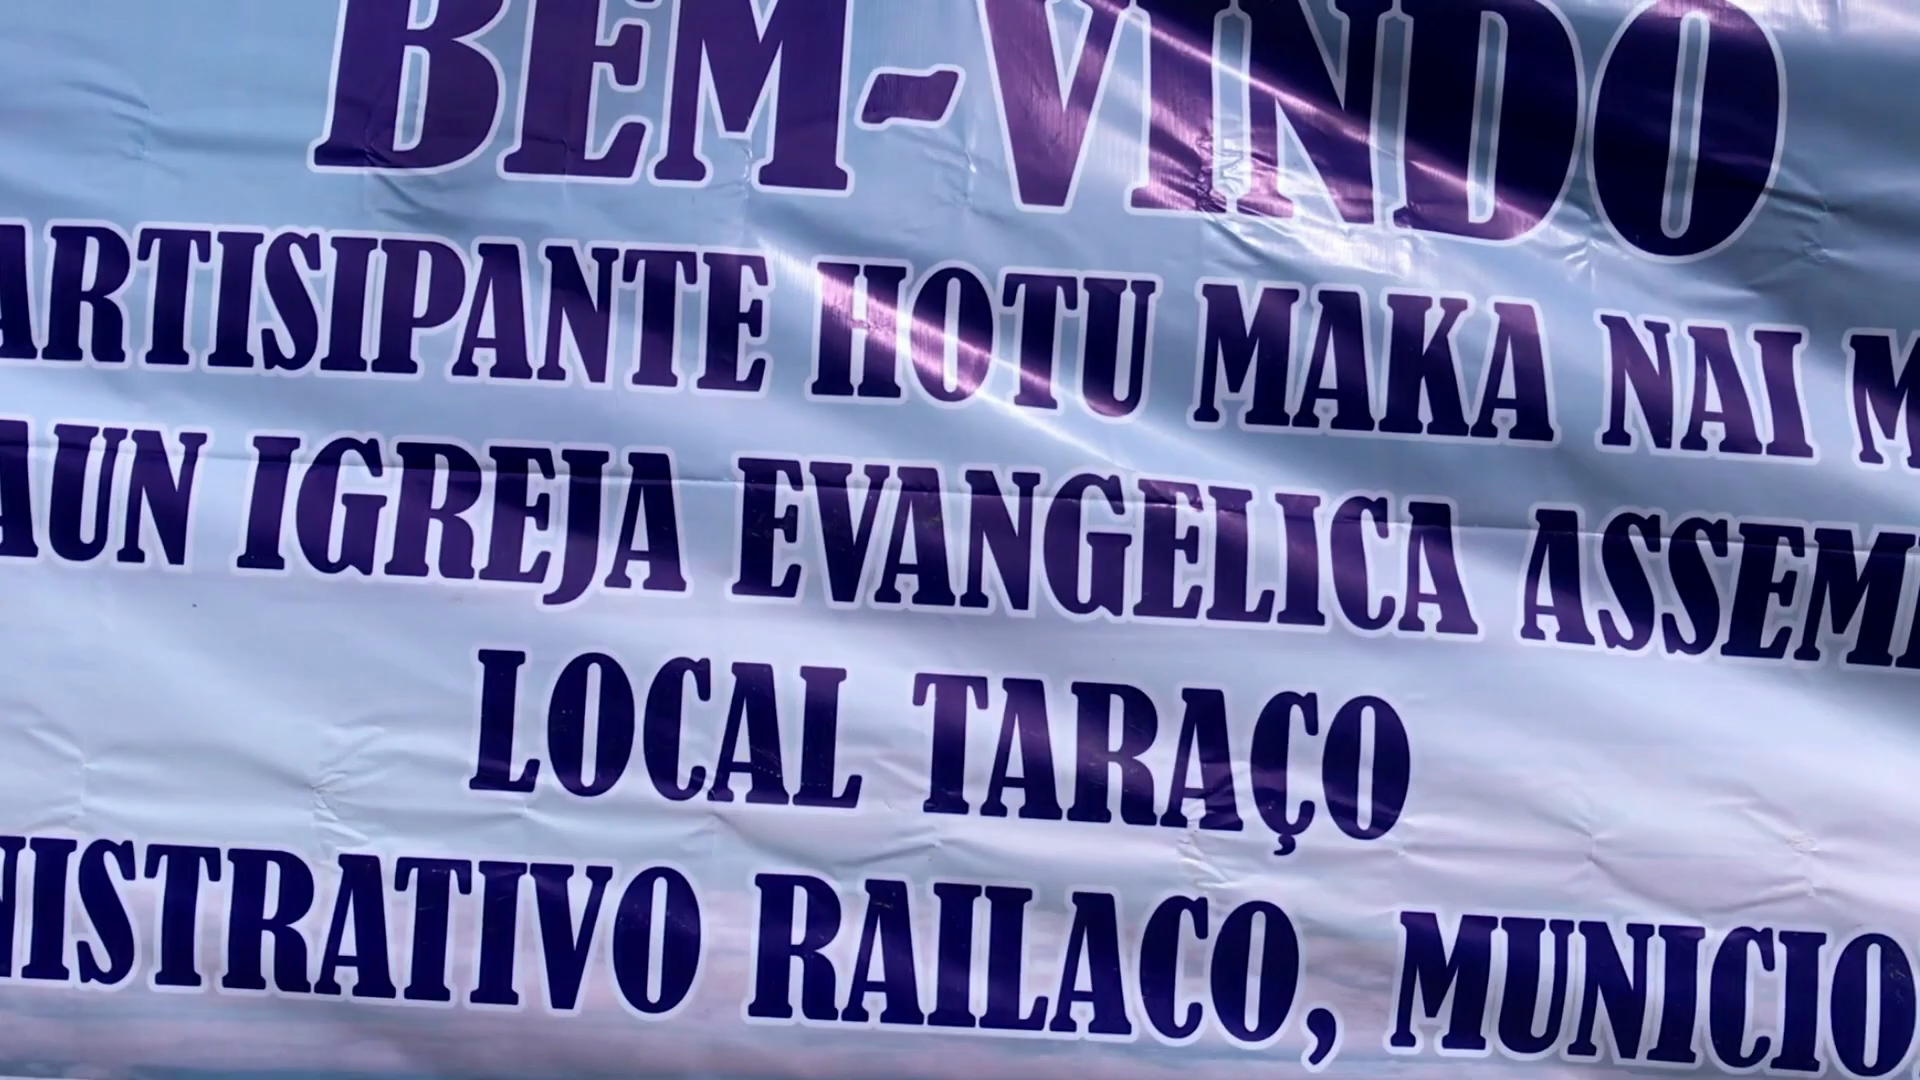 BEM-VINDO
ARTISIPANTE HOTU MAKA NAI M
AUN IGREJA EVANGELICA ASSEM
LOCAL TARAÇO
NISTRATIVO RAILACO, MUNICIO